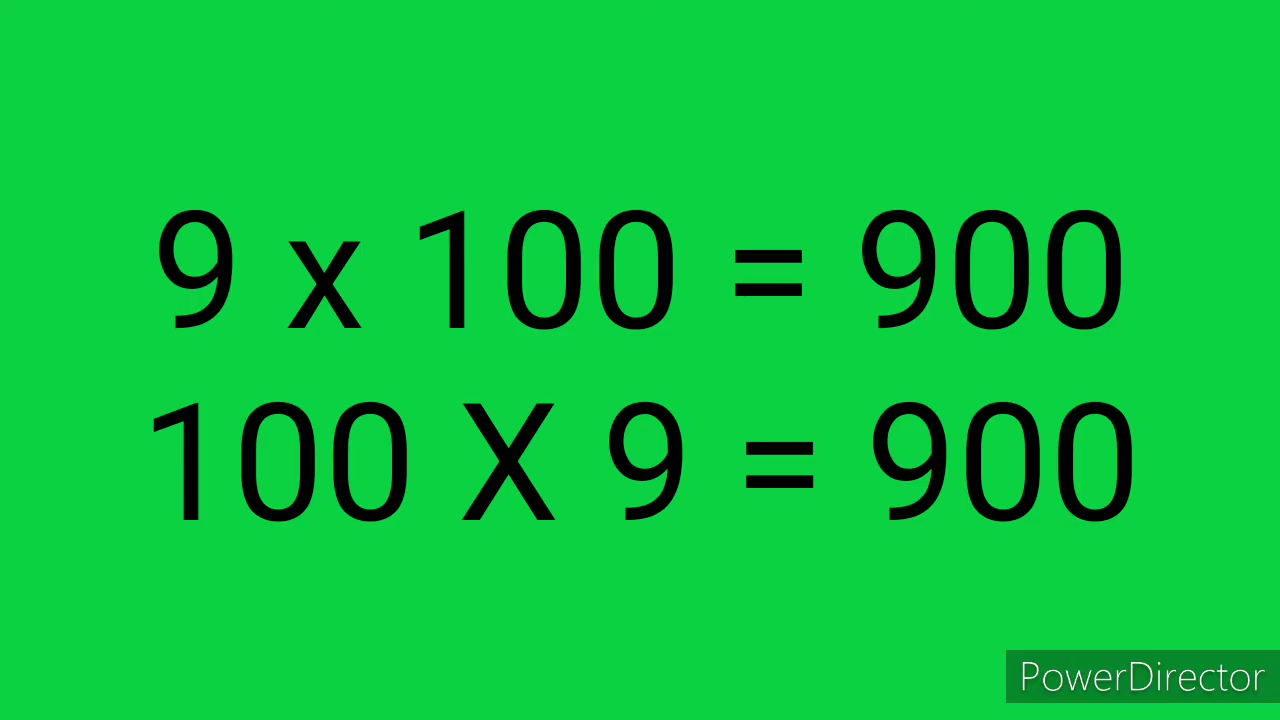 9 x 100 = 900
100 X 9 = 900
PowerDirector